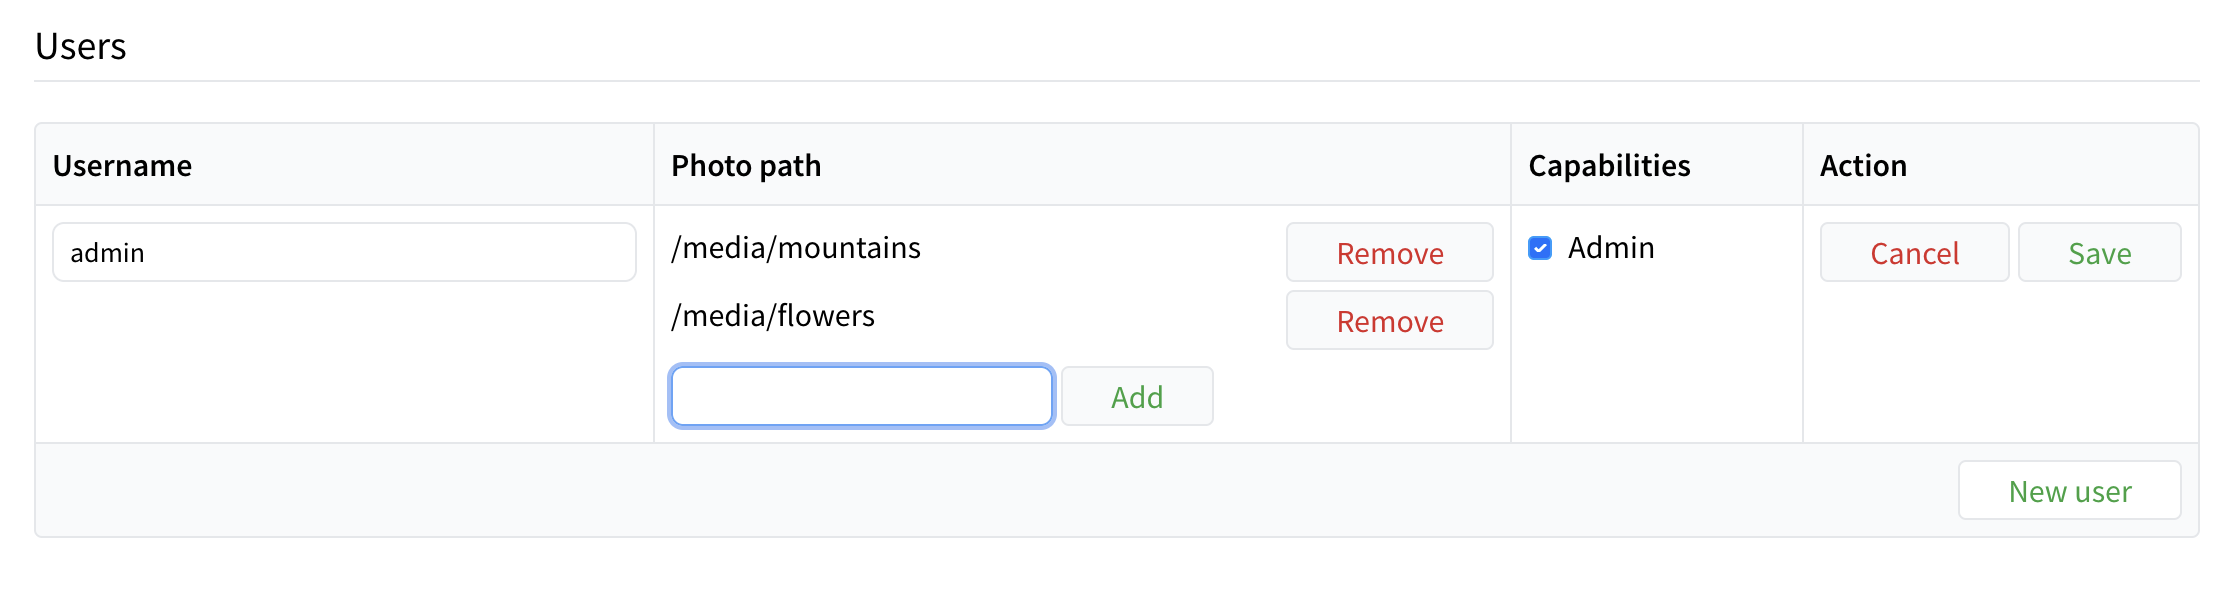 Users
Username Photo path Capabilities Action
admin /media/mountains Remove Admin Cancel Save
/media/flowers Remove
Add
New user